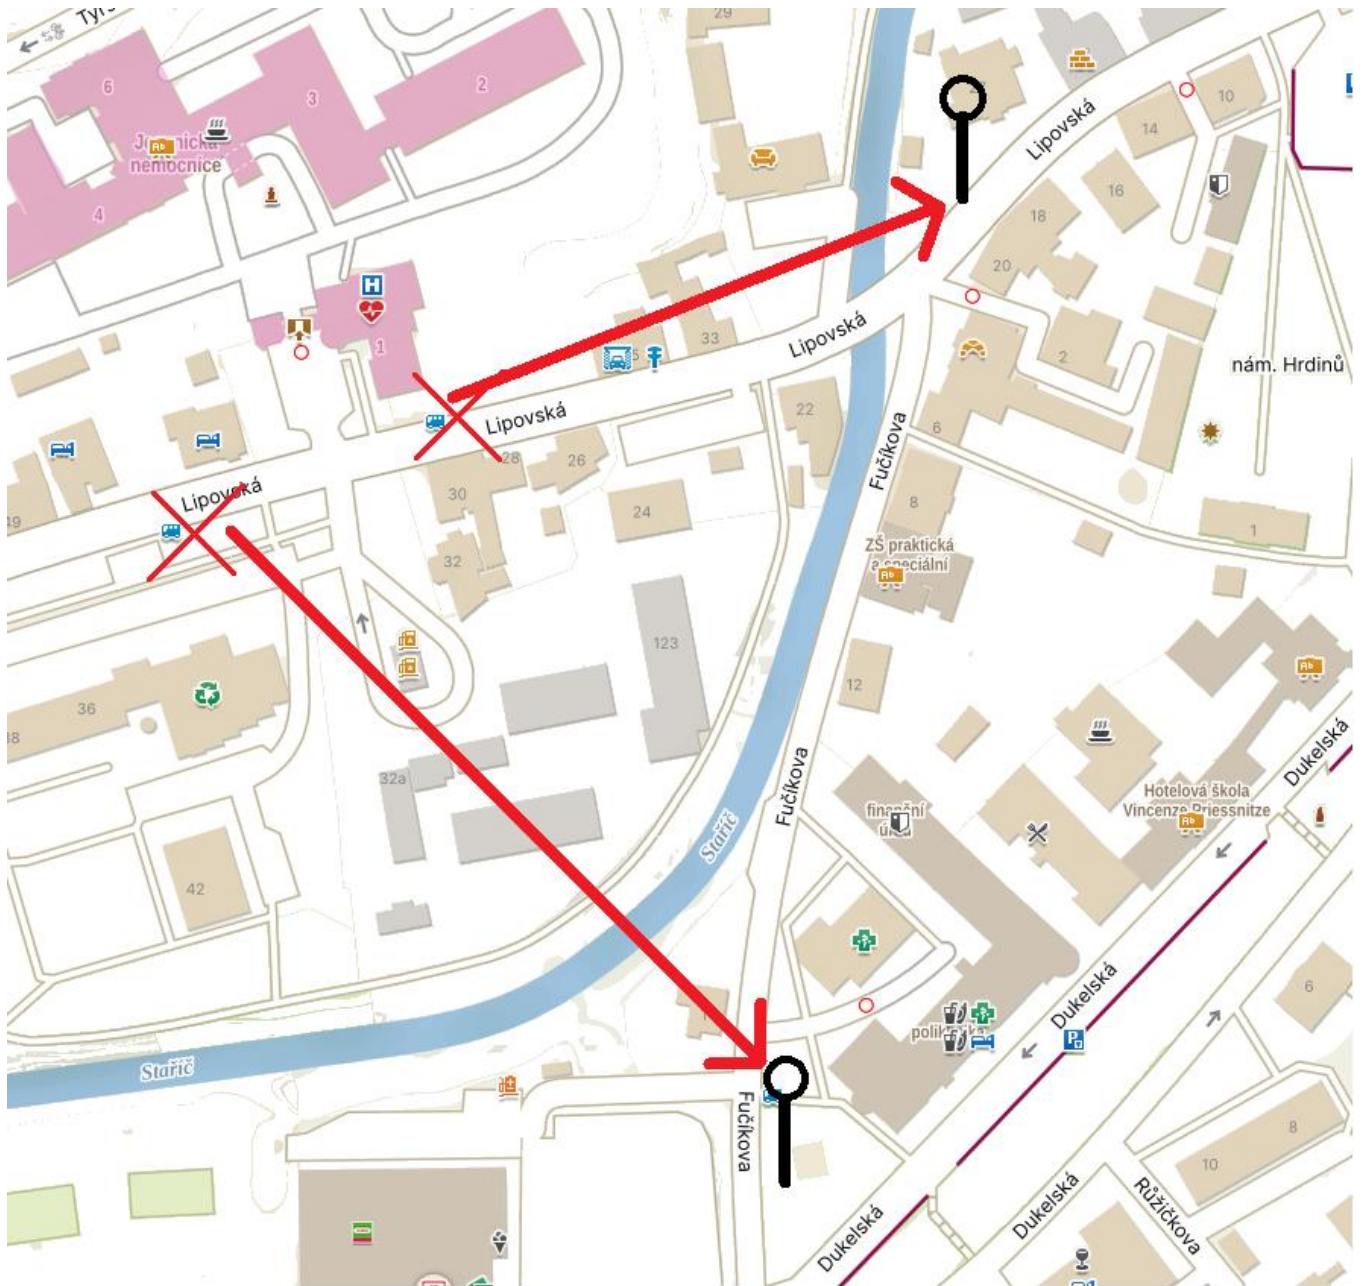 29
6
3
2
10
Lipovská
14
Jesenická
nemocnice
16
4
18
20
33
Lipovská
2
nám. Hrdinů
1
22
Lipovská
6
Fučíkova
28
26
Lipovská
30
8
49
24
1
ZŠ praktická
a speciální
32
123
12
36
38
32a
Fučíkova
Dukelská
Hotelová škola
Vincenze Priessnitze
finanční
Stařič
42
Dukelská
6
poliklinika
Stařič
Fučíkova
8
10
Dukelská
Růžičkova
Dukelská